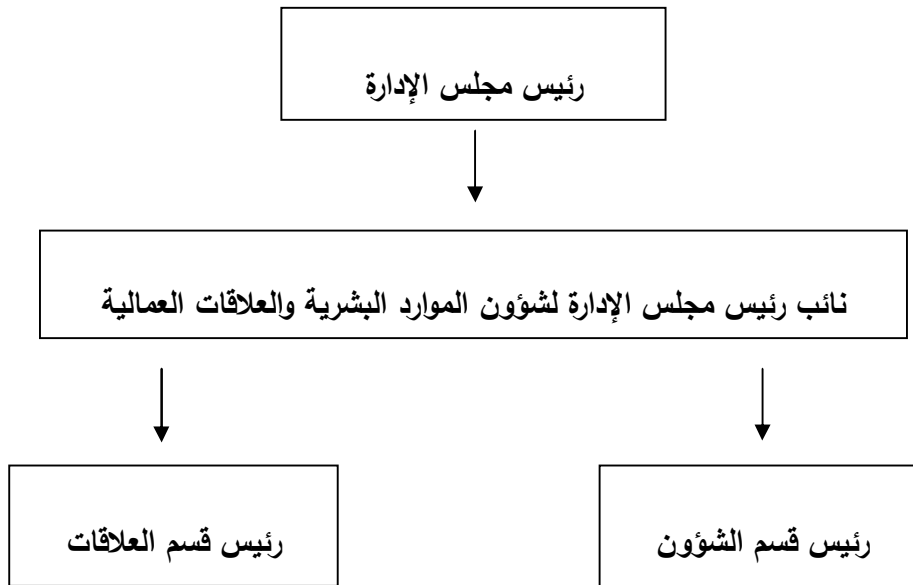 رئيس مجلس الإدارة
نائب رئيس مجلس الإدارة لشؤون الموارد البشرية والعلاقات العمالية
رئيس قسم الشؤون
رئيس قسم العلاقات